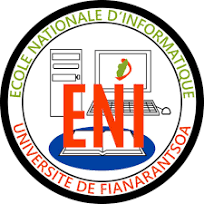 ECOLE NATIONALE D'INFORMATIQUE
ENI
UNIVERSITE DE FIANARANTSOA